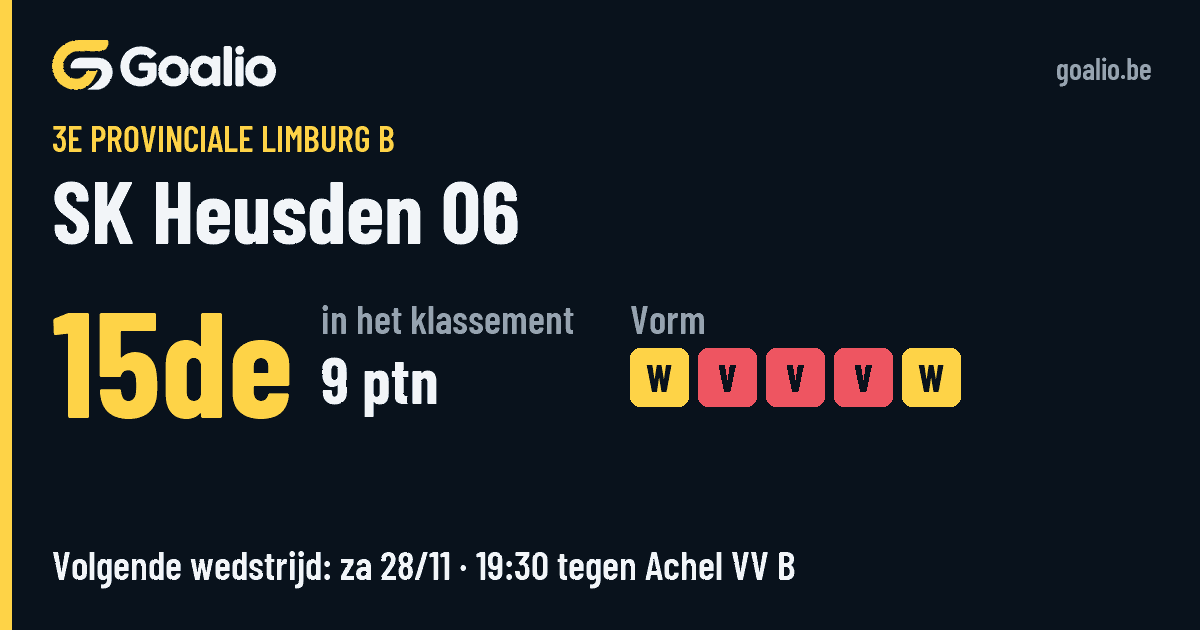 Goalio
goalio.be
3E PROVINCIALE LIMBURG B
SK Heusden 06
15de
in het klassement
9 ptn
Vorm
W V V V W
Volgende wedstrijd: za 28/11 · 19:30 tegen Achel VV B